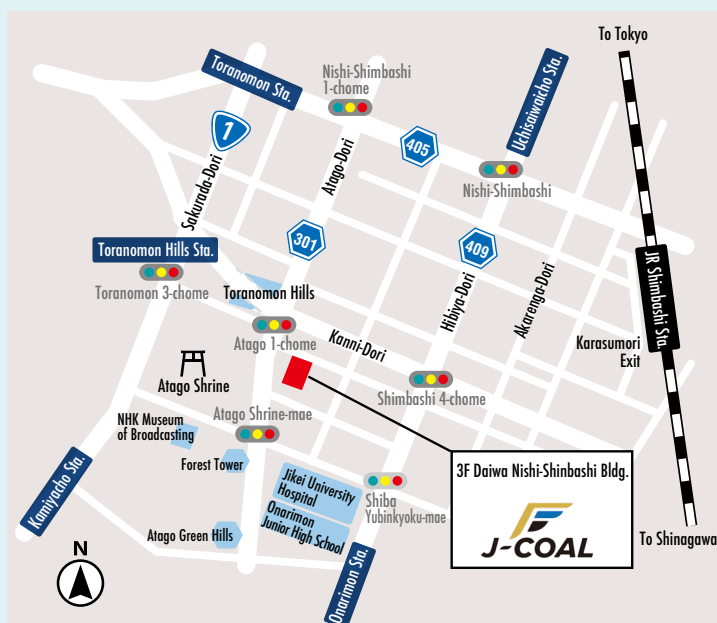 To Tokyo
Toranomon Sta.
Nishi-Shimbashi
1-chome
Uchisaiwaicho Sta.
1
405
Sakurada-Dori
Atago-Dori
Nishi-Shimbashi
Toranomon Hills Sta.
301
409
Toranomon 3-chome
Toranomon Hills
Hibiya-Dori
Akarenga-Dori
JR Shimbashi Sta.
Atago 1-chome
Kanni-Dori
Karasumori
Exit
Atago Shrine
Shimbashi 4-chome
NHK Museum
of Broadcasting
Atago Shrine-mae
Forest Tower
Kamiyacho Sta.
Jikei University
Hospital
Onarimon
Junior High School
Shiba
Yubinkyoku-mae
3F Daiwa Nishi-Shinbashi Bldg.
J-COAL
Atago Green Hills
To Shinagawa
N
Onarimon Sta.